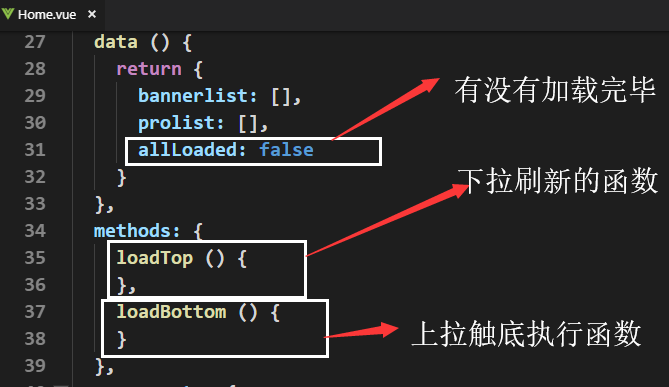 Home.vue ×
27 data () {
28 return {
29 bannerlist: [],
有没有加载完毕
30 prolist: [],
31 allLoaded: false
32 }
下拉刷新的函数
33 },
34 methods: {
35 loadTop () {
36 },
37 loadBottom () {
上拉触底执行函数
38 }
39 },